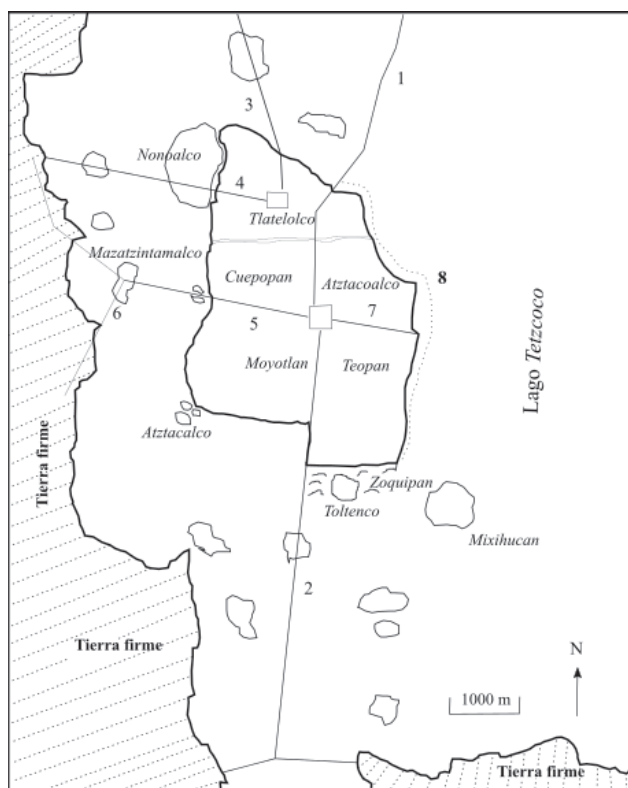 1
3
Nonoalco
4
Tlatelolco
Mazatzintamalco
Cuepopan
Atztacoalco
8
6
5
7
Moyotlan
Teopan
Lago Tetzcoco
Atztacalco
Tierra firme
Zoquipan
Toltenco
Mixihucan
2
Tierra firme
N
1000 m
Tierra firme